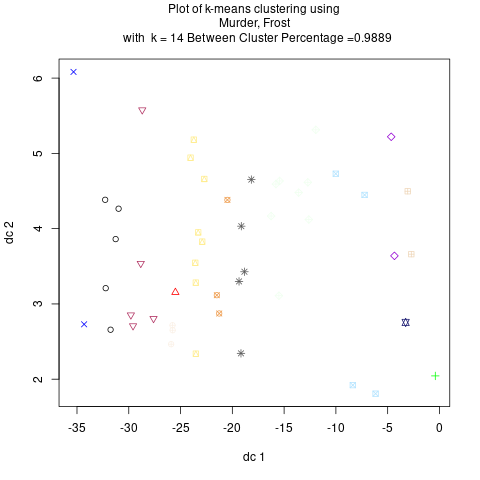 Plot of k-means clustering using
Murder, Frost
with  k = 14 Between Cluster Percentage =0.9889
6
5
4
3
2
dc 2
-35 -30 -25 -20 -15 -10 -5 0
dc 1